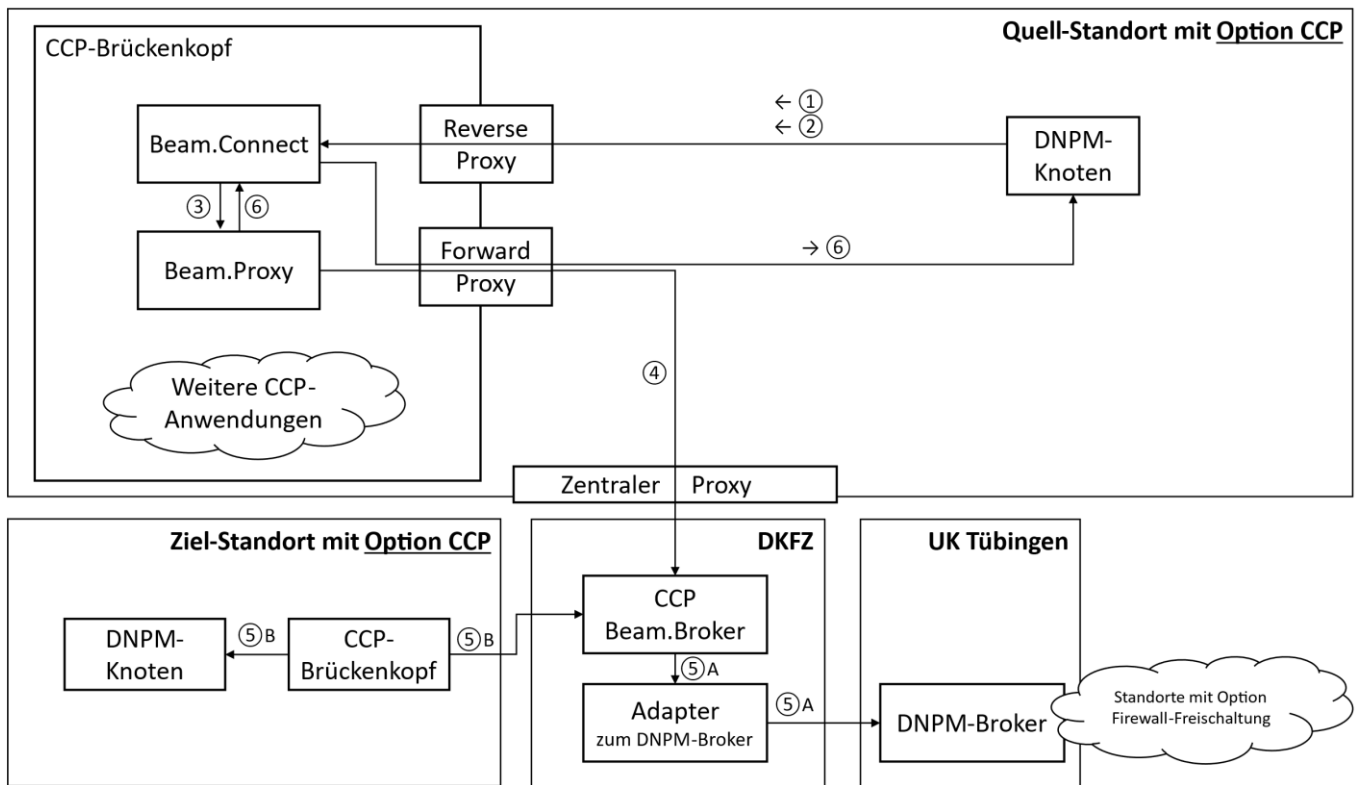 Quell-Standort mit Option CCP
CCP-Brückenkopf
Beam.Connect
Reverse
Proxy
← ①
← ②
DNPM-
Knoten
③
⑥
Beam.Proxy
Forward
Proxy
→ ⑥
④
Weitere CCP-
Anwendungen
Zentraler Proxy
Ziel-Standort mit Option CCP
DNPM-
Knoten
⑤B
CCP-
Brückenkopf
⑤B
DKFZ
CCP
Beam.Broker
⑤A
Adapter
zum DNPM-Broker
⑤A
UK Tübingen
DNPM-Broker
Standorte mit Option
Firewall-Freischaltung